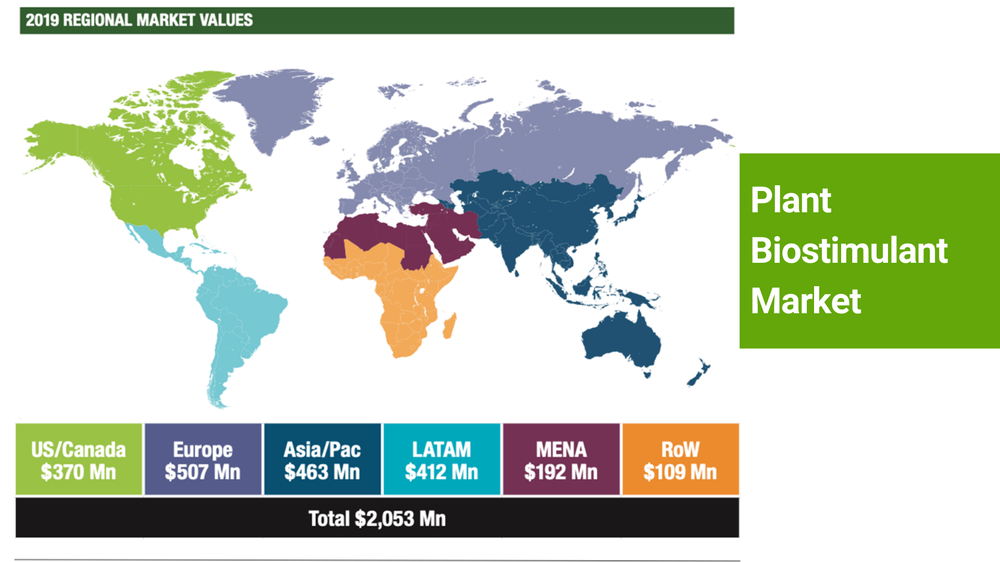 2019 REGIONAL MARKET VALUES
Plant
Biostimulant
Market
US/Canada
$370 Mn
Europe
$507 Mn
Asia/Pac
$463 Mn
LATAM
$412 Mn
MENA
$192 Mn
RoW
$109 Mn
Total $2,053 Mn